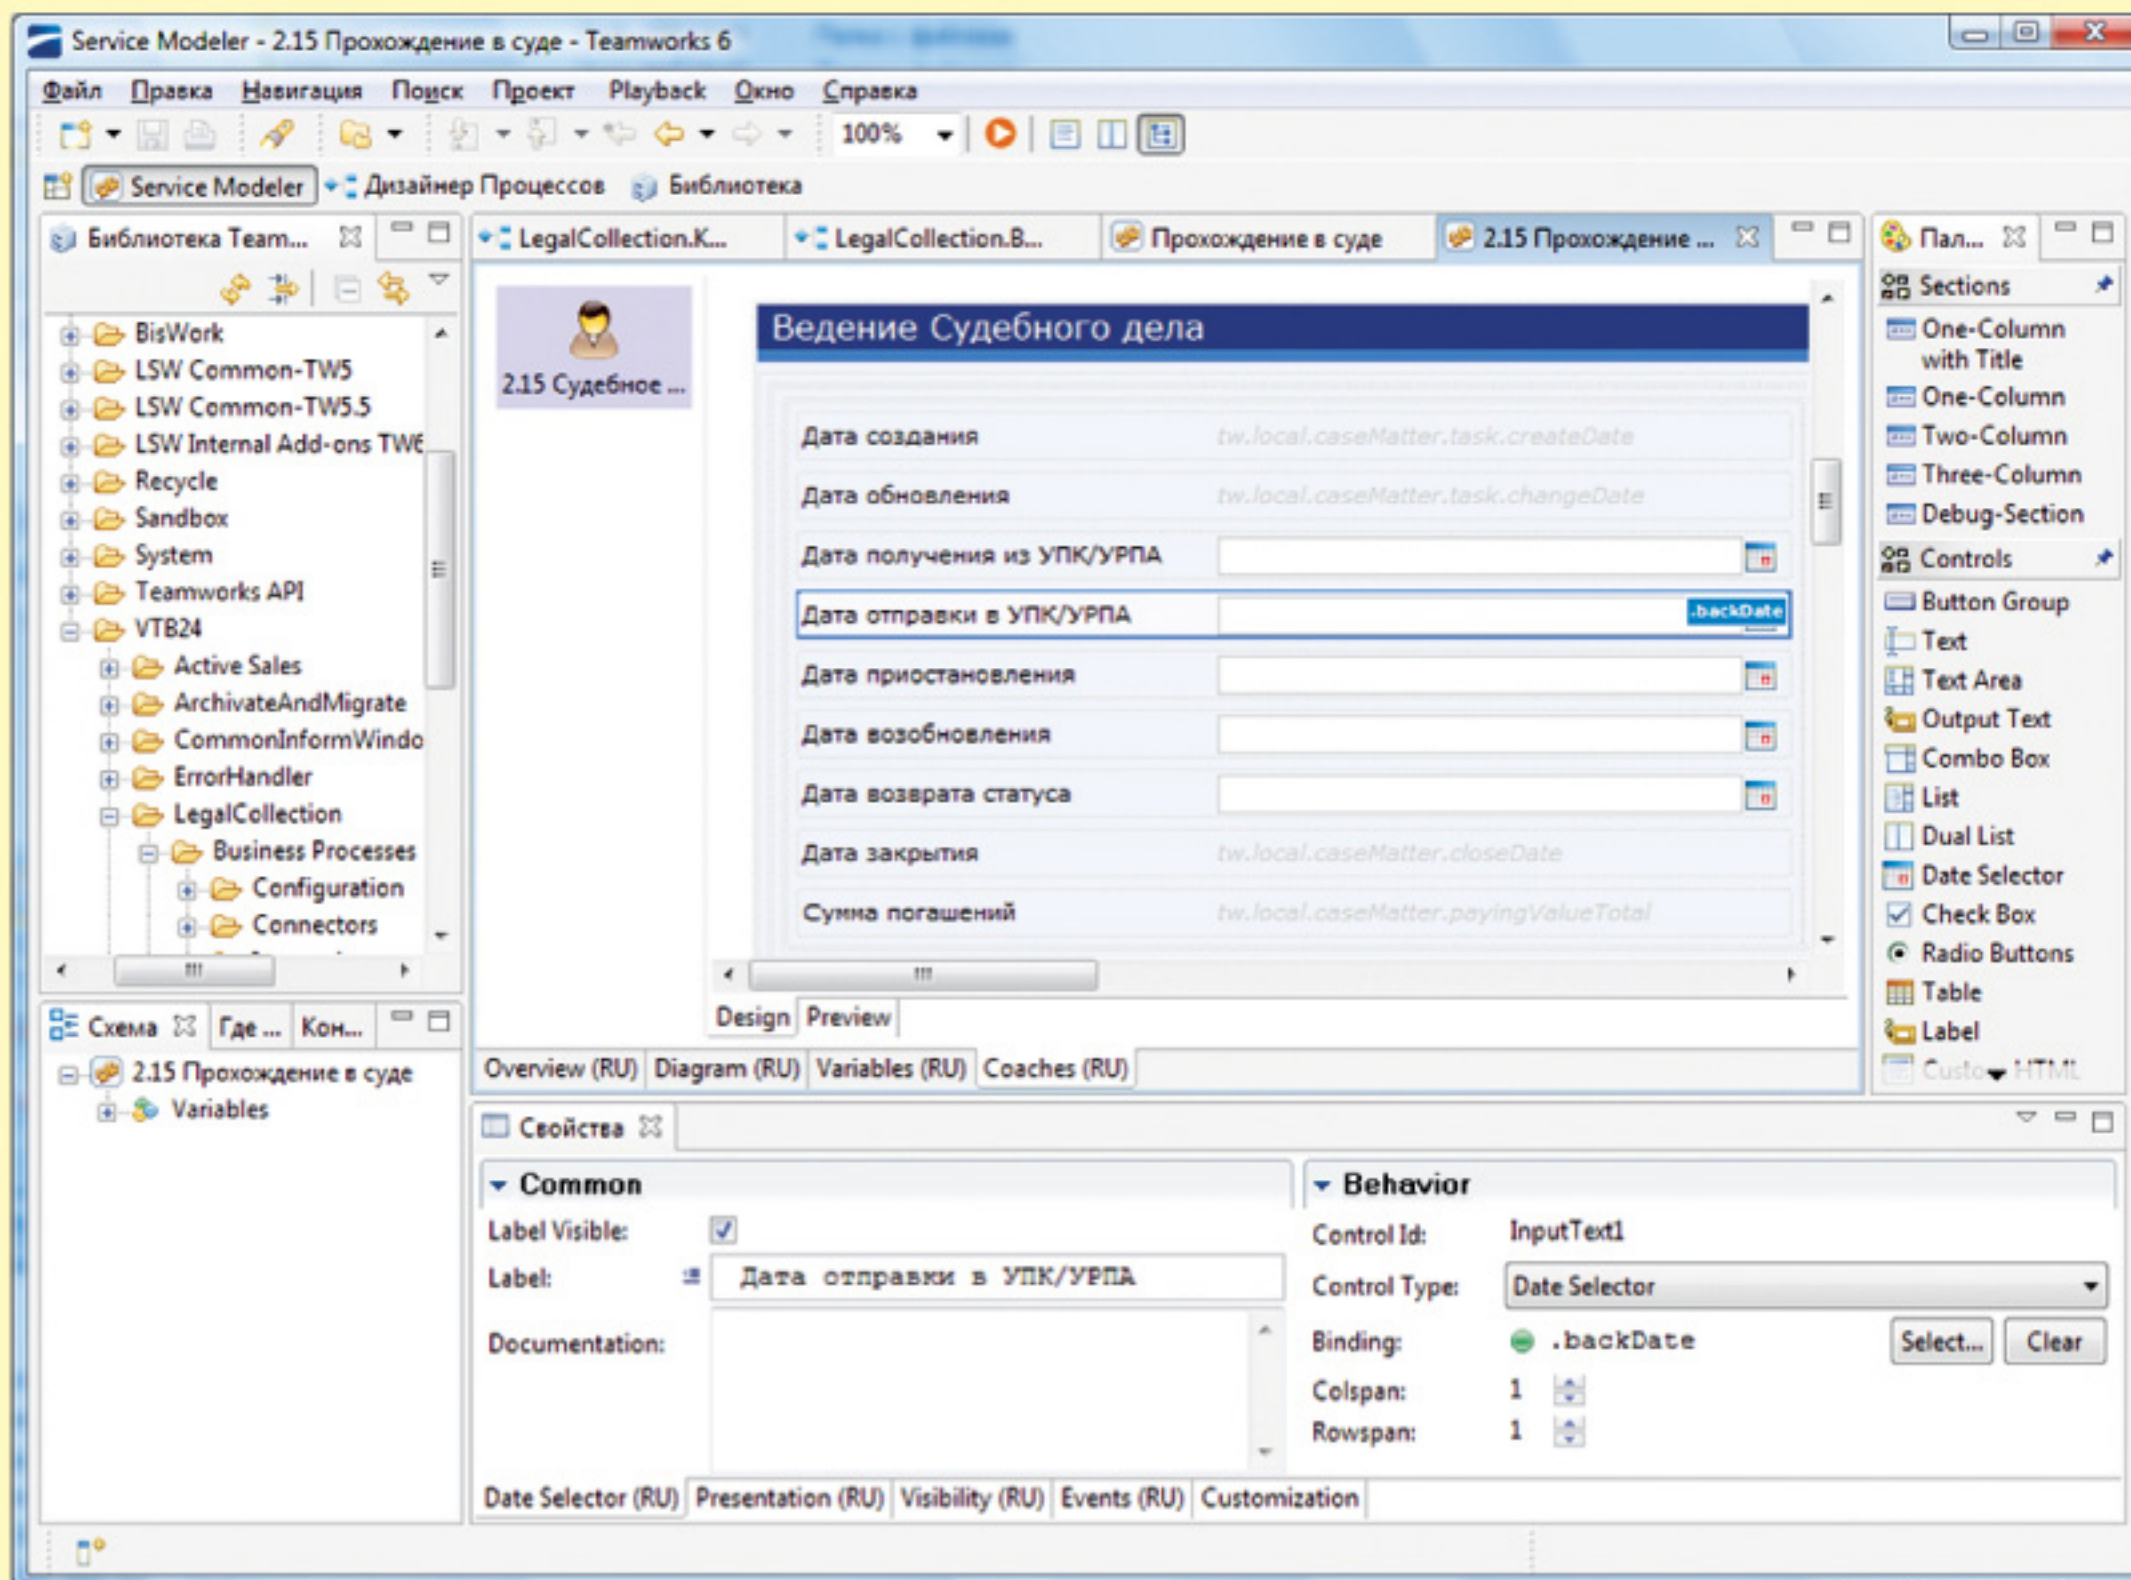 Service Modeler - 2.15 Прохождение в суде - Teamworks 6
Файл Правка Навигация Поиск Проект Playback Окно Справка
100%
Service Modeler Дизайнер Процессов Библиотека
Библиотека Team...
BisWork
LSW Common-TW5
LSW Common-TW5.5
LSW Internal Add-ons TW6
Recycle
Sandbox
System
Teamworks API
VTB24
Active Sales
ArchivateAndMigrate
CommonInformWindo
ErrorHandler
LegalCollection
Business Processes
Configuration
Connectors
Схема Где ... Кон...
2.15 Прохождение в суде
Variables
LegalCollection.K... LegalCollection.B... Прохождение в суде 2.15 Прохождение ...
2.15 Судебное ...
Ведение Судебного дела
Дата создания tw.local.caseMatter.task.createDate
Дата обновления tw.local.caseMatter.task.changeDate
Дата получения из УПК/УРПА
Дата отправки в УПК/УРПА .backDate
Дата приостановления
Дата возобновления
Дата возврата статуса
Дата закрытия tw.local.caseMatter.closeDate
Сумма погашений tw.local.caseMatter.payingValueTotal
Design Preview
Overview (RU) Diagram (RU) Variables (RU) Coaches (RU)
Пал...
Sections
One-Column
with Title
One-Column
Two-Column
Three-Column
Debug-Section
Controls
Button Group
Text
Text Area
Output Text
Combo Box
List
Dual List
Date Selector
Check Box
Radio Buttons
Table
Label
HTML
Свойства
Common
Label Visible:
Label: Дата отправки в УПК/УРПА
Documentation:
Behavior
Control Id: InputText1
Control Type: Date Selector
Binding: .backDate Select... Clear
Colspan: 1
Rowspan: 1
Date Selector (RU) Presentation (RU) Visibility (RU) Events (RU) Customization